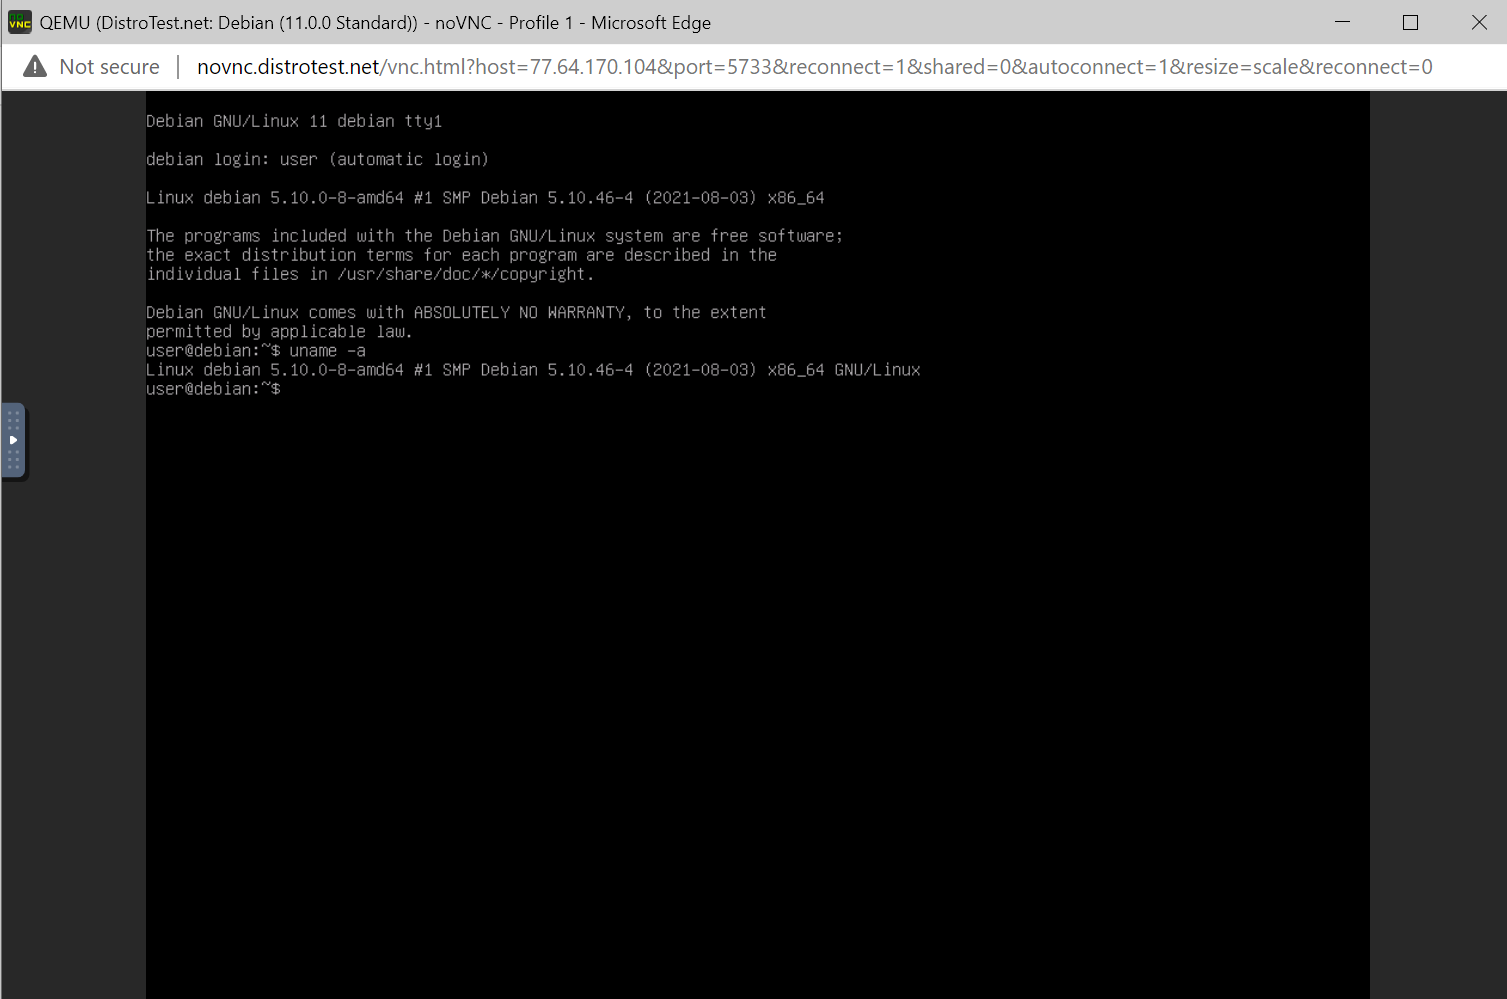 no
VNC
QEMU (DistroTest.net: Debian (11.0.0 Standard)) - noVNC - Profile 1 - Microsoft Edge
Not secure
novnc.distrotest.net/vnc.html?host=77.64.170.104&port=5733&reconnect=1&shared=0&autoconnect=1&resize=scale&reconnect=0
Debian GNU/Linux 11 debian tty1
debian login: user (automatic login)
Linux debian 5.10.0-8-amd64 #1 SMP Debian 5.10.46-4 (2021-08-03) x86_64
The programs included with the Debian GNU/Linux system are free software;
the exact distribution terms for each program are described in the
individual files in /usr/share/doc/*/copyright.
Debian GNU/Linux comes with ABSOLUTELY NO WARRANTY, to the extent
permitted by applicable law.
user@debian:~$ uname -a
Linux debian 5.10.0-8-amd64 #1 SMP Debian 5.10.46-4 (2021-08-03) x86_64 GNU/Linux
user@debian:~$